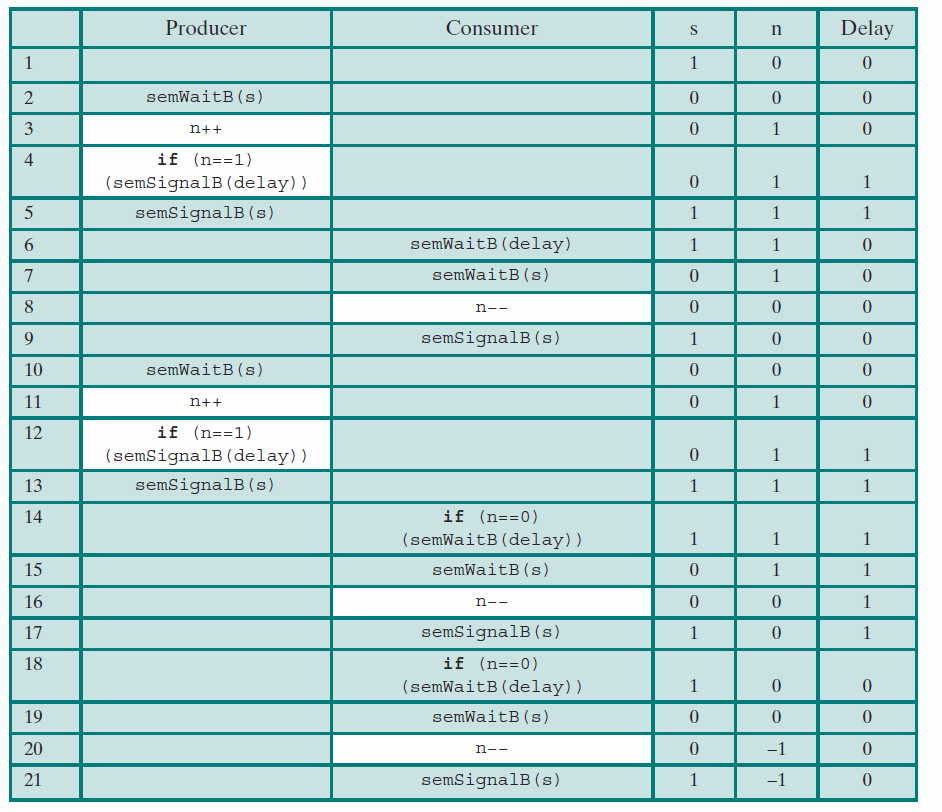 Producer Consumer s n Delay
1 1 0 0
2 semWaitB(s) 0 0 0
3 n++ 0 1 0
4 if (n==1)
(semSignalB(delay)) 0 1 1
5 semSignalB(s) 1 1 1
6 semWaitB(delay) 1 1 0
7 semWaitB(s) 0 1 0
8 n-- 0 0 0
9 semSignalB(s) 1 0 0
10 semWaitB(s) 0 0 0
11 n++ 0 1 0
12 if (n==1)
(semSignalB(delay)) 0 1 1
13 semSignalB(s) 1 1 1
14 if (n==0)
(semWaitB(delay)) 1 1 1
15 semWaitB(s) 0 1 1
16 n-- 0 0 1
17 semSignalB(s) 1 0 1
18 if (n==0)
(semWaitB(delay)) 1 0 0
19 semWaitB(s) 0 0 0
20 n-- 0 –1 0
21 semSignalB(s) 1 –1 0